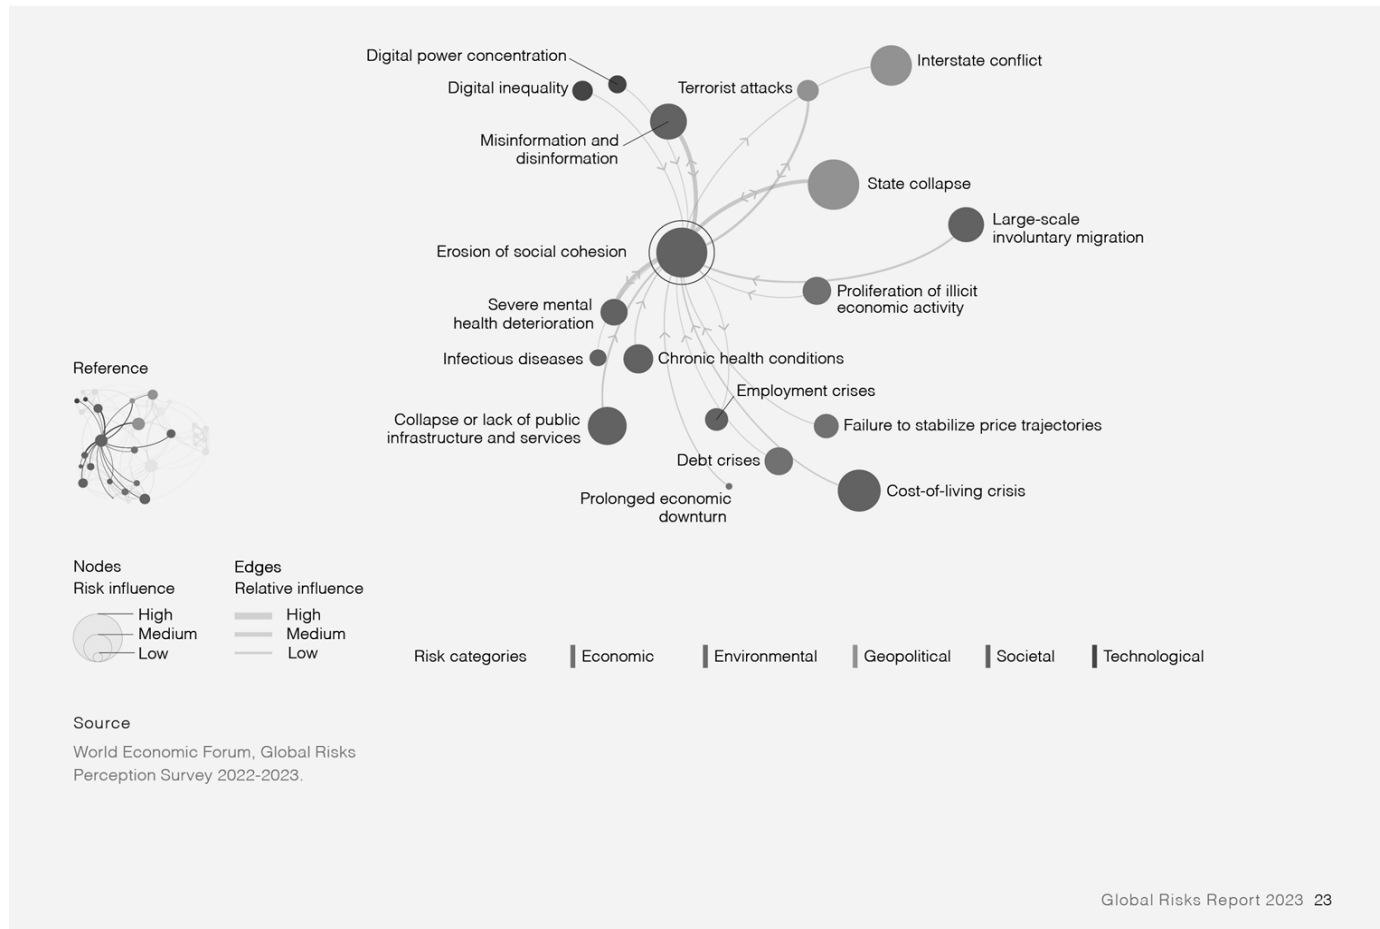 Digital power concentration
Interstate conflict
Digital inequality
Terrorist attacks
Misinformation and
disinformation
State collapse
Large-scale
involuntary migration
Erosion of social cohesion
Proliferation of illicit
economic activity
Severe mental
health deterioration
Infectious diseases
Chronic health conditions
Employment crises
Collapse or lack of public
infrastructure and services
Failure to stabilize price trajectories
Debt crises
Prolonged economic
downturn
Cost-of-living crisis
Reference
Nodes
Risk influence
High
Medium
Low
Edges
Relative influence
High
Medium
Low
Risk categories
Economic
Environmental
Geopolitical
Societal
Technological
Source
World Economic Forum, Global Risks
Perception Survey 2022-2023.
Global Risks Report 2023 23